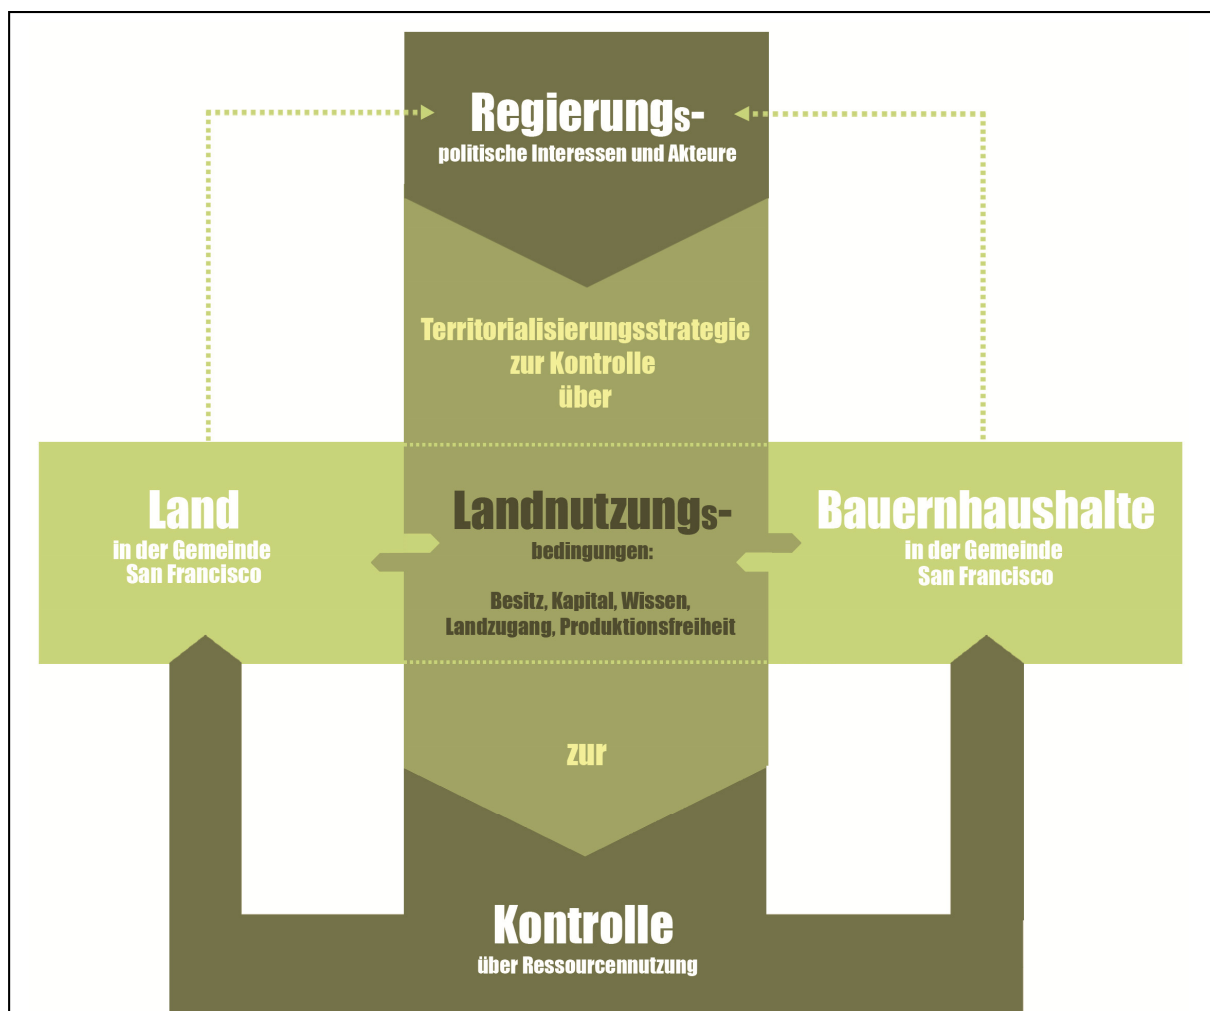 Regierungs-
politische Interessen und Akteure
Territorialisierungsstrategie
zur Kontrolle
über
Land
in der Gemeinde
San Francisco
Landnutzungs-
bedingungen:
Besitz, Kapital, Wissen,
Landzugang, Produktionsfreiheit
Bauernhaushalte
in der Gemeinde
San Francisco
zur
Kontrolle
über Ressourcennutzung